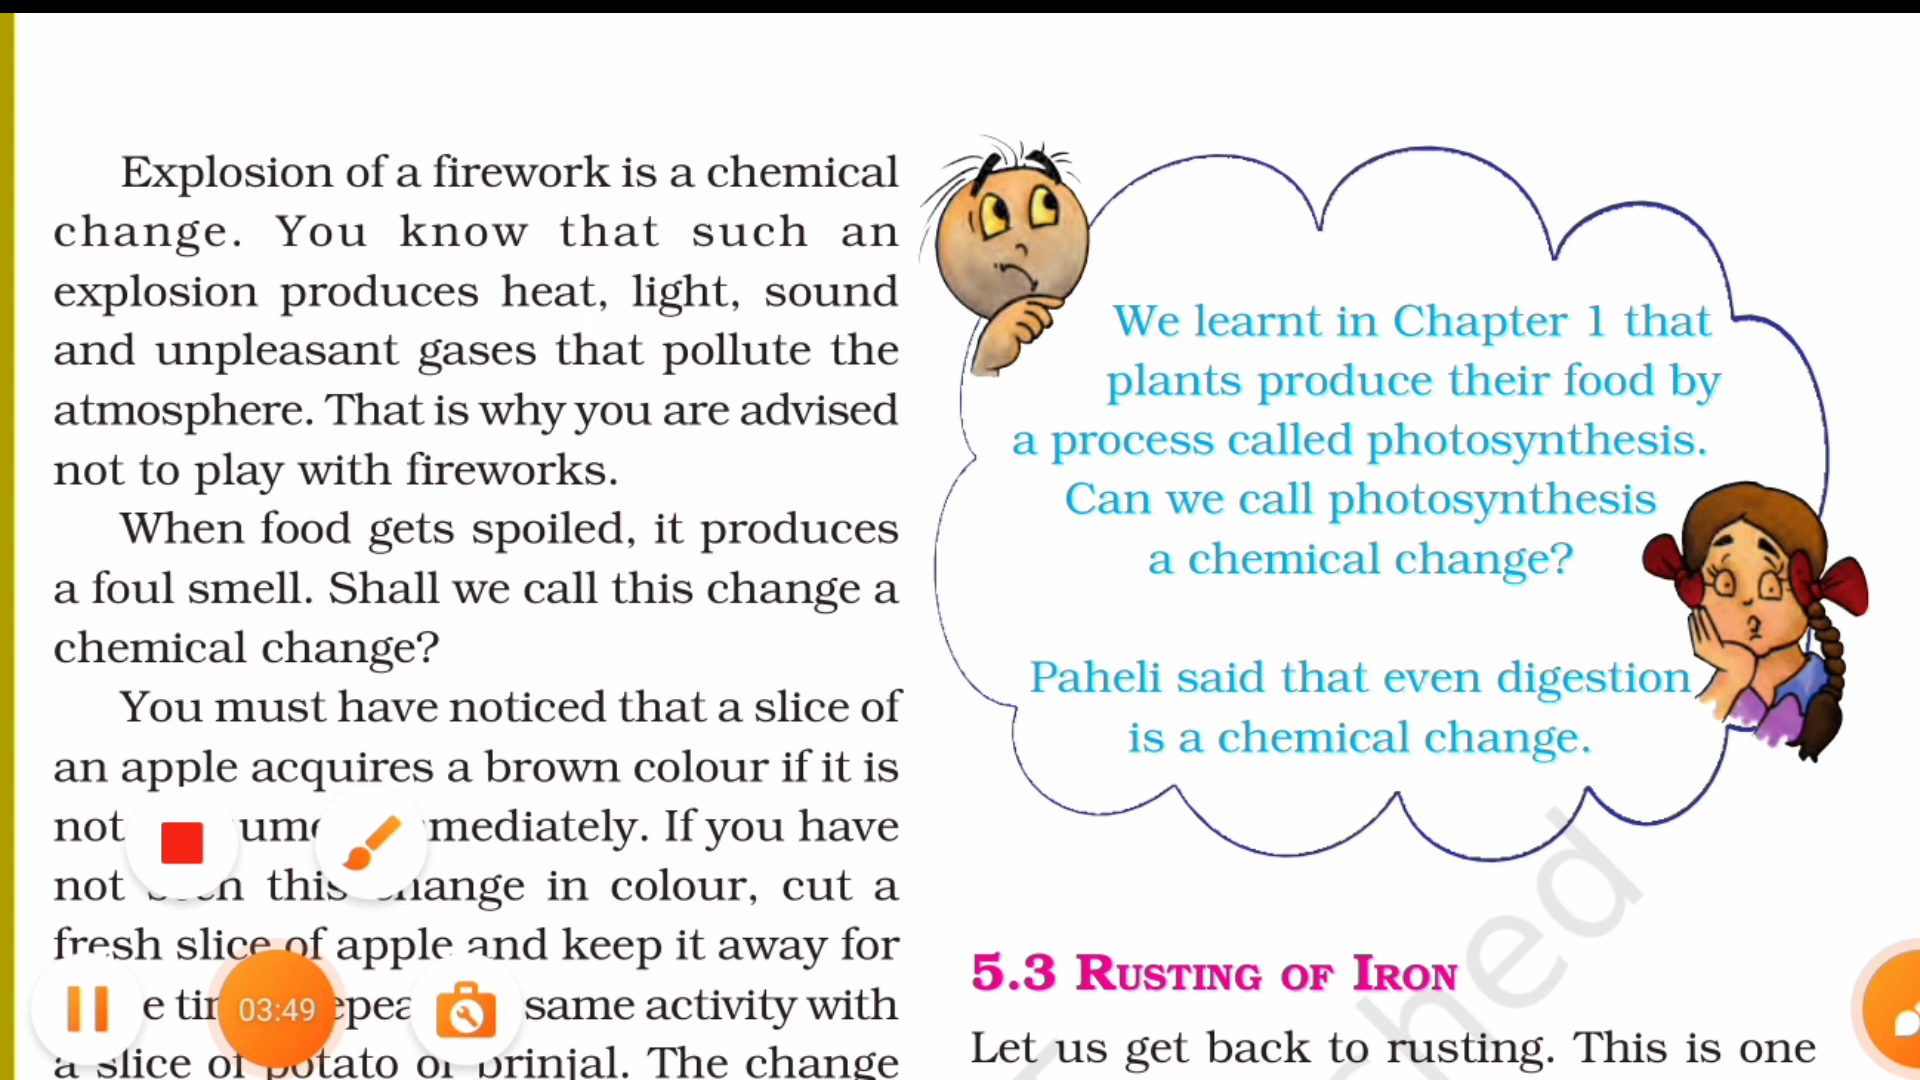 Explosion of a firework is a chemical
change. You know that such an
explosion produces heat, light, sound
and unpleasant gases that pollute the
atmosphere. That is why you are advised
not to play with fireworks.
When food gets spoiled, it produces
a foul smell. Shall we call this change a
chemical change?
You must have noticed that a slice of
an apple acquires a brown colour if it is
not mediately. If you have
not this change in colour, cut a
fresh slice of apple and keep it away for
same activity with
a slice of potato or brinjal. The change
03:49
We learnt in Chapter 1 that
plants produce their food by
a process called photosynthesis.
Can we call photosynthesis
a chemical change?
Paheli said that even digestion
is a chemical change.
5.3 RUSTING OF IRON
Let us get back to rusting. This is one